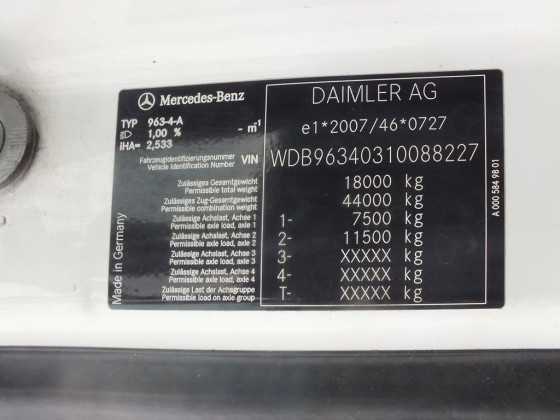 Mercedes-Benz
DAIMLER AG
TYP 963-4-A
1,00 % - m⁻¹
iHA= 2,533
e1*2007/46*0727
Fahrzeugidentifizierungsnummer
Vehicle Identification Number VIN
WDB96340310088227
Zulässiges Gesamtgewicht
Permissible total weight
18000 kg
Zulässiges Zug-Gesamtgewicht
Permissible combination weight
44000 kg
Zulässige Achslast, Achse 1
Permissible axle load, axle 1
1- 7500 kg
Zulässige Achslast, Achse 2
Permissible axle load, axle 2
2- 11500 kg
Zulässige Achslast, Achse 3
Permissible axle load, axle 3
3- XXXXX kg
Zulässige Achslast, Achse 4
Permissible axle load, axle 4
4- XXXXX kg
Zulässige Last der Achsgruppe
Permissible load on axle group
T- XXXXX kg
Made in Germany
A 000 584 98 01